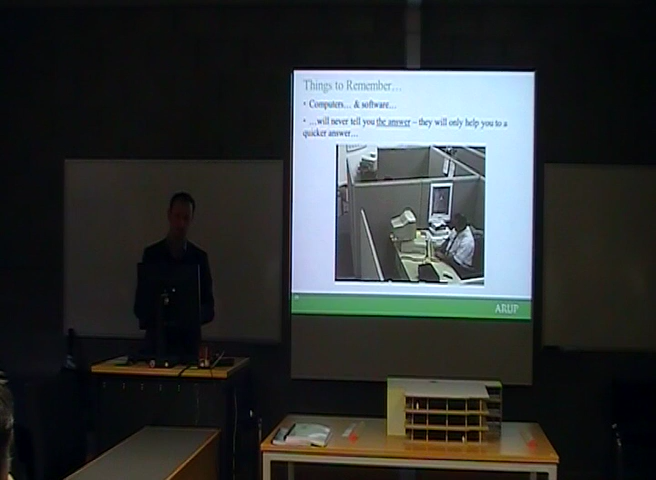 Things to Remember…
• Computers… & software…
• …will never tell you the answer – they will only help you to a
quicker answer…
ARUP